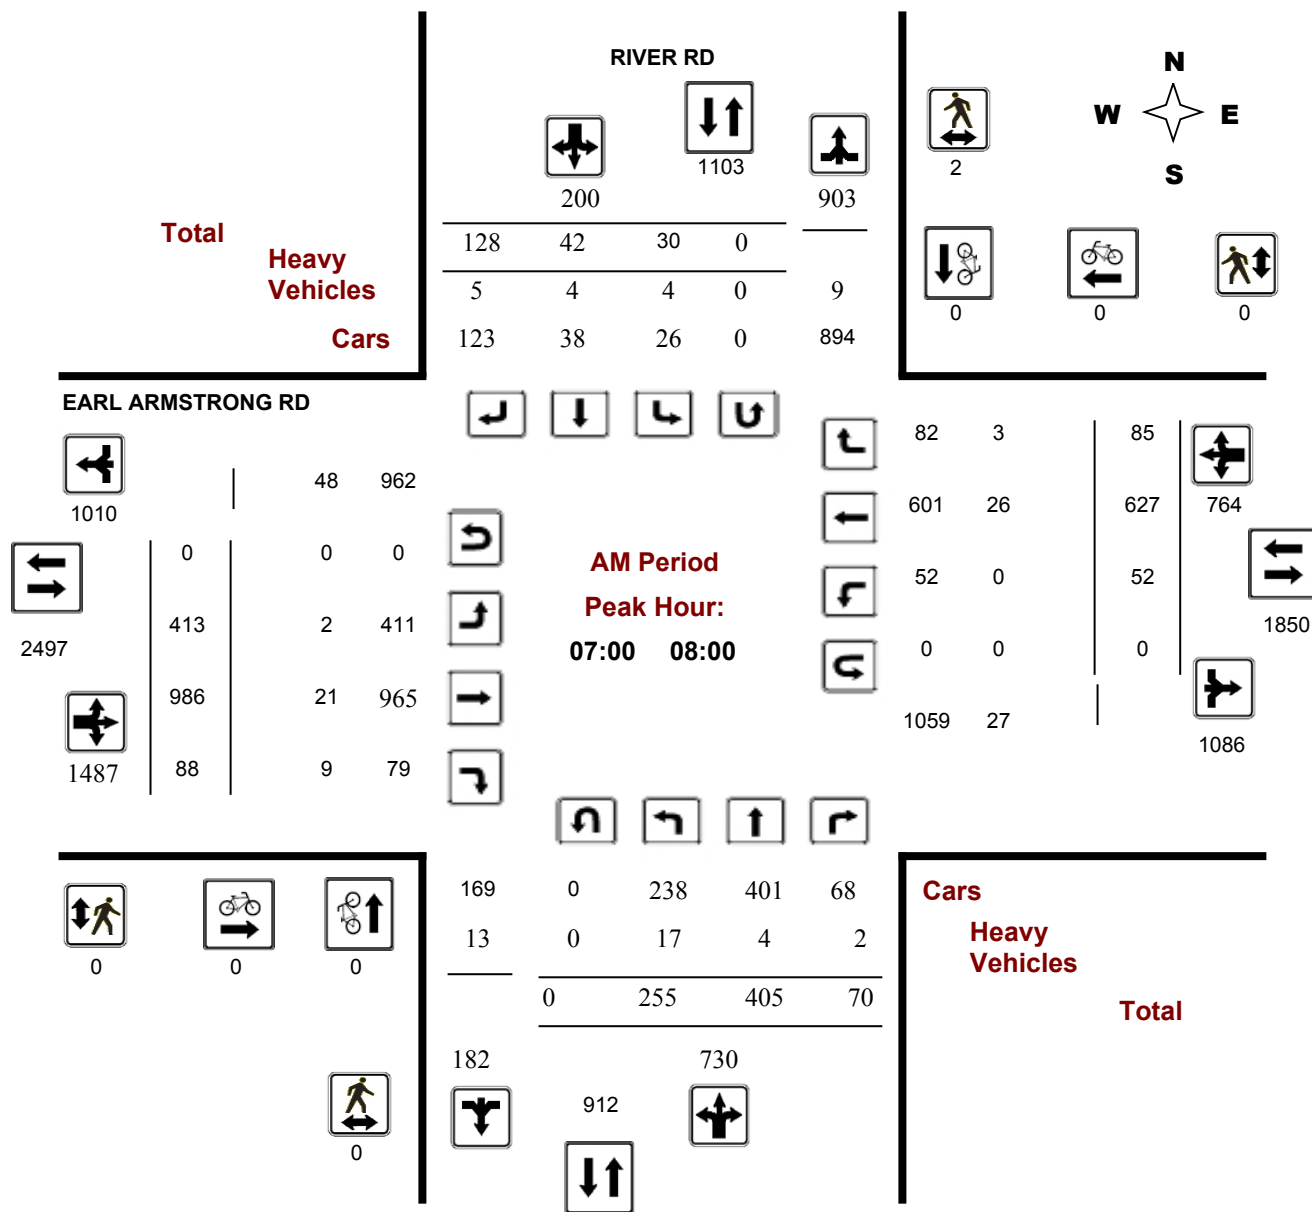 RIVER RD
N
W E
S
1103
2
200 903
Total
128 42 30 0
Heavy
Vehicles
5 4 4 0 9
0 0 0
Cars
123 38 26 0 894
EARL ARMSTRONG RD
82 3 85
48 962
1010
601 26 627 764
0 0 0
AM Period
52 0 52
Peak Hour:
413 2 411
1850
2497
07:00 08:00
0 0 0
986 21 965
1059 27
1086
1487 88 9 79
169 0 238 401 68
Cars
13 0 17 4 2
Heavy
Vehicles
0 0 0
0 255 405 70
Total
182 730
912
0